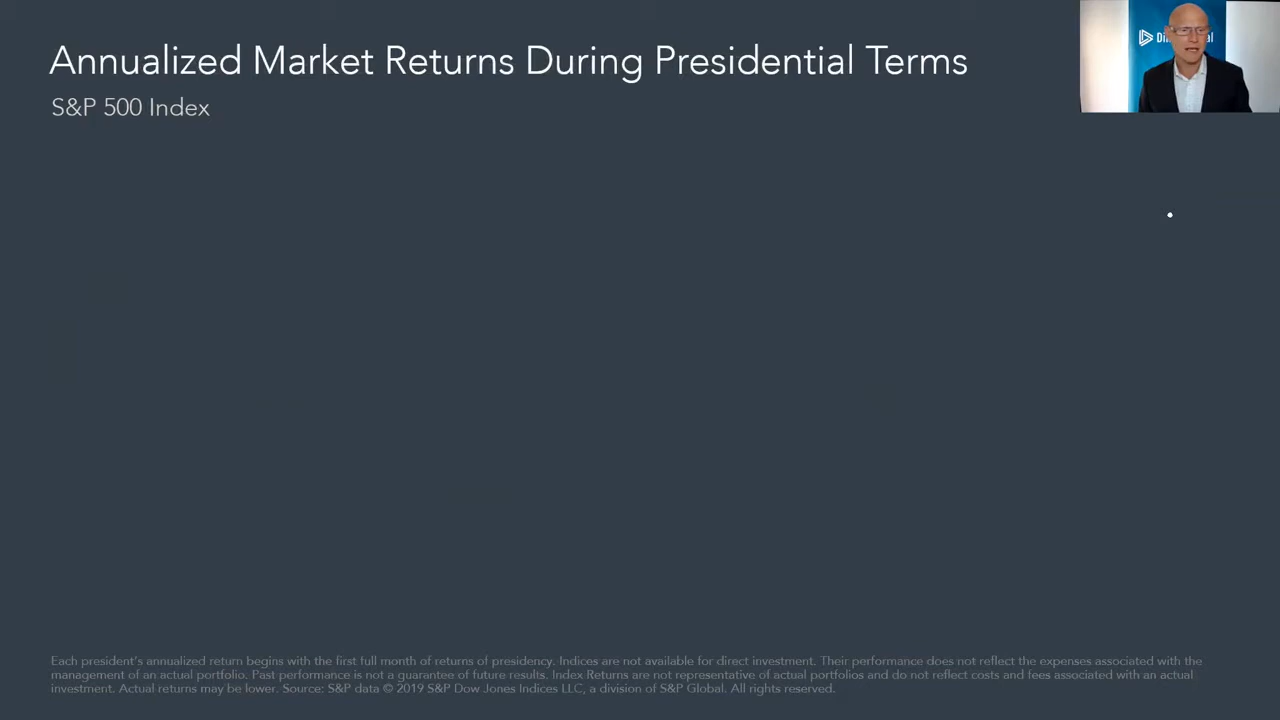 Annualized Market Returns During Presidential Terms
S&P 500 Index
Each president's annualized return begins with the first full month of returns of presidency. Indices are not available for direct investment. Their performance does not reflect the expenses associated with the
management of an actual portfolio. Past performance is not a guarantee of future results. Index Returns are not representative of actual portfolios and do not reflect costs and fees associated with an actual
investment. Actual returns may be lower. Source: S&P data © 2019 S&P Dow Jones Indices LLC, a division of S&P Global. All rights reserved.